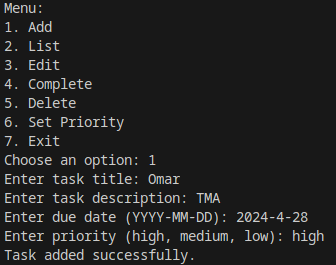 Menu:
1. Add
2. List
3. Edit
4. Complete
5. Delete
6. Set Priority
7. Exit
Choose an option: 1
Enter task title: Omar
Enter task description: TMA
Enter due date (YYYY-MM-DD): 2024-4-28
Enter priority (high, medium, low): high
Task added successfully.